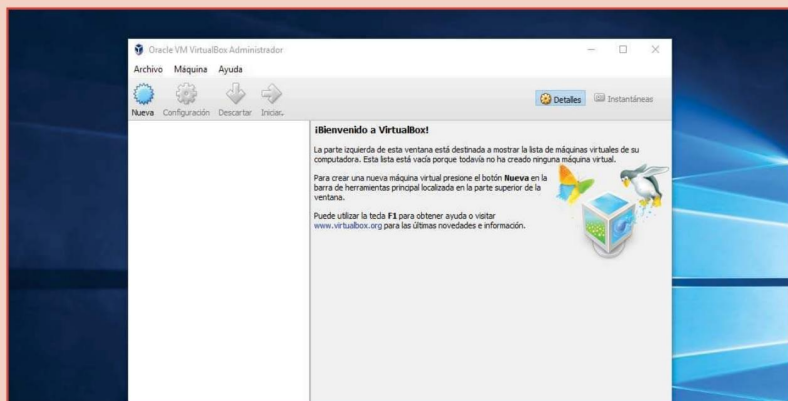 Oracle VM VirtualBox Administrador
Archivo Máquina Ayuda
Nueva Configuración Descartar Iniciar
Detalles Instantáneas
¡Bienvenido a VirtualBox!
La parte izquierda de esta ventana está destinada a mostrar la lista de máquinas virtuales de su
computadora. Esta lista está vacía porque todavía no ha creado ninguna máquina virtual.
Para crear una nueva máquina virtual presione el botón Nueva en la
barra de herramientas principal localizada en la parte superior de la
ventana.
Puede utilizar la tecla F1 para obtener ayuda o visitar
www.virtualbox.org para las últimas novedades e información.